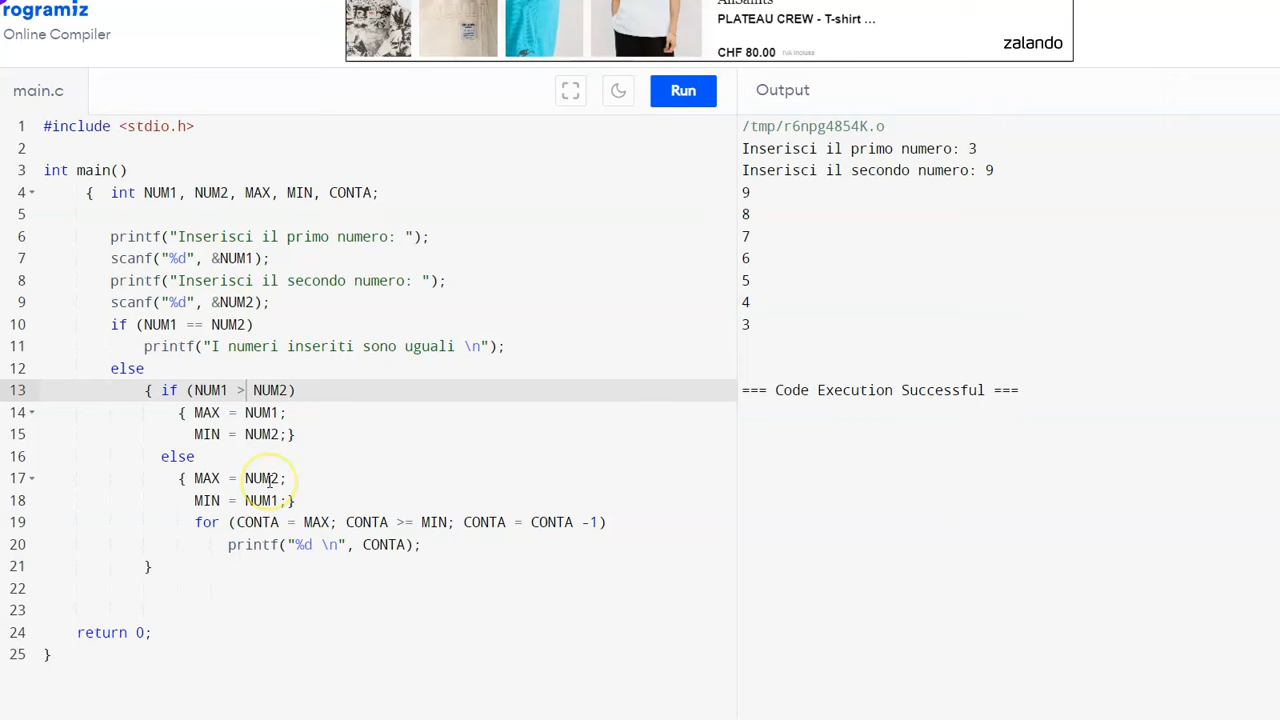 rogramiz
Online Compiler
AllSaints
PLATEAU CREW - T-shirt ...
CHF 80.00 IVA inclusa
zalando
main.c
Run
Output
1 #include <stdio.h>
2
3 int main()
4 { int NUM1, NUM2, MAX, MIN, CONTA;
5
6 printf("Inserisci il primo numero: ");
7 scanf("%d", &NUM1);
8 printf("Inserisci il secondo numero: ");
9 scanf("%d", &NUM2);
10 if (NUM1 == NUM2)
11 printf("I numeri inseriti sono uguali \n");
12 else
13 { if (NUM1 > NUM2)
14 { MAX = NUM1;
15 MIN = NUM2;}
16 else
17 { MAX = NUM2;
18 MIN = NUM1;}
19 for (CONTA = MAX; CONTA >= MIN; CONTA = CONTA -1)
20 printf("%d \n", CONTA);
21 }
22
23
24 return 0;
25 }
/tmp/r6npg4854K.o
Inserisci il primo numero: 3
Inserisci il secondo numero: 9
9
8
7
6
5
4
3
=== Code Execution Successful ===